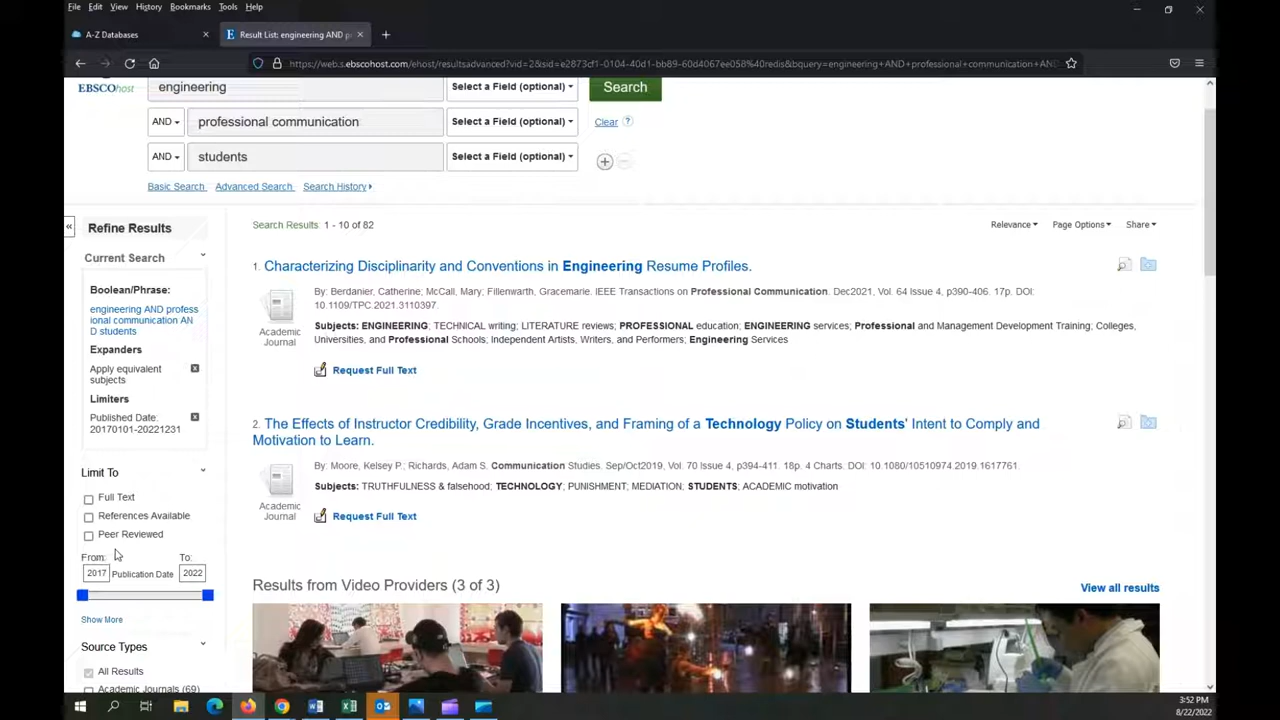 File Edit View History Bookmarks Tools Help
A-Z Databases
Result List: engineering AND p
https://web.s.ebscohost.com/ehost/resultsadvanced?vid=2&sid=e2873cf1-0104-40d1-bb89-60d4067ee058%40redis&bquery=engineering+AND+professional+communication+AND
EBSCOhost
engineering
Select a Field (optional)
Search
AND
professional communication
Select a Field (optional)
Clear
?
AND
students
Select a Field (optional)
Basic Search Advanced Search Search History
Refine Results
Search Results: 1 - 10 of 82
Relevance Page Options Share
Current Search
Boolean/Phrase:
engineering AND profess
ional communication AN
D students
Expanders
Apply equivalent
subjects
Limiters
Published Date:
20170101-20221231
Limit To
Full Text
References Available
Peer Reviewed
From:
To:
2017
Publication Date
2022
Show More
Source Types
All Results
Academic Journals (69)
1. Characterizing Disciplinarity and Conventions in Engineering Resume Profiles.
By: Berdanier, Catherine; McCall, Mary; Fillenwarth, Gracemarie. IEEE Transactions on Professional Communication. Dec2021, Vol. 64 Issue 4, p390-406. 17p. DOI:
10.1109/TPC.2021.3110397.
Academic
Journal
Subjects: ENGINEERING; TECHNICAL writing; LITERATURE reviews; PROFESSIONAL education; ENGINEERING services; Professional and Management Development Training; Colleges,
Universities, and Professional Schools; Independent Artists, Writers, and Performers; Engineering Services
Request Full Text
2. The Effects of Instructor Credibility, Grade Incentives, and Framing of a Technology Policy on Students' Intent to Comply and
Motivation to Learn.
By: Moore, Kelsey P.; Richards, Adam S. Communication Studies. Sep/Oct2019, Vol. 70 Issue 4, p394-411. 18p. 4 Charts. DOI: 10.1080/10510974.2019.1617761.
Academic
Journal
Subjects: TRUTHFULNESS & falsehood; TECHNOLOGY; PUNISHMENT; MEDIATION; STUDENTS; ACADEMIC motivation
Request Full Text
Results from Video Providers (3 of 3)
View all results
3:52 PM
8/22/2022